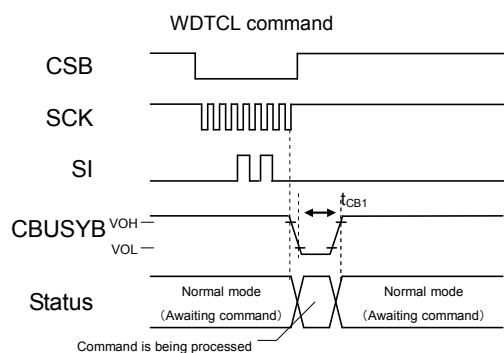 WDTCL command
CSB
SCK
SI
tCB1
CBUSYB
VOH
VOL
Status
Normal mode
(Awaiting command)
Normal mode
(Awaiting command)
Command is being processed